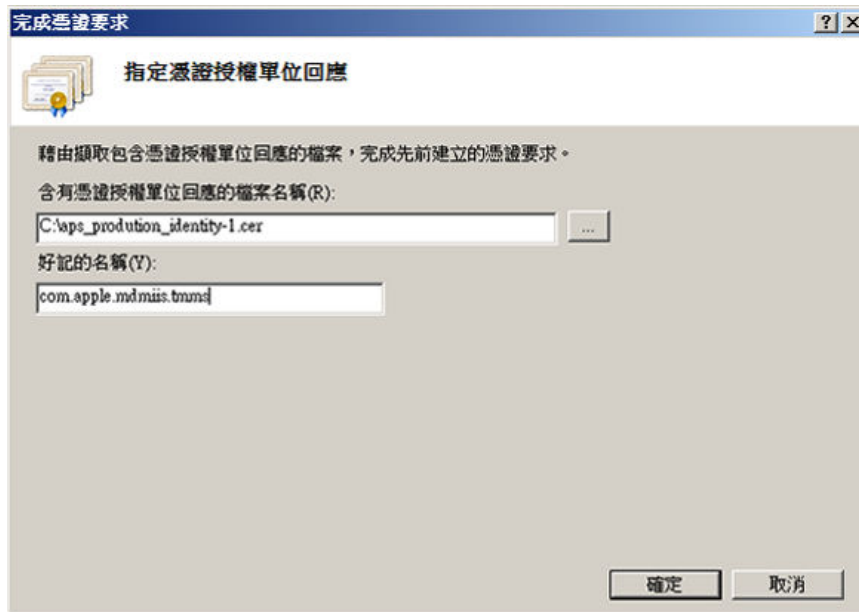 完成憑證要求
指定憑證授權單位回應
藉由擷取包含憑證授權單位回應的檔案，完成先前建立的憑證要求。
含有憑證授權單位回應的檔案名稱(R):
C:\aps_prodution_identity-1.cer
...
好記的名稱(Y):
com.apple.mdmiis.tmms
確定
取消